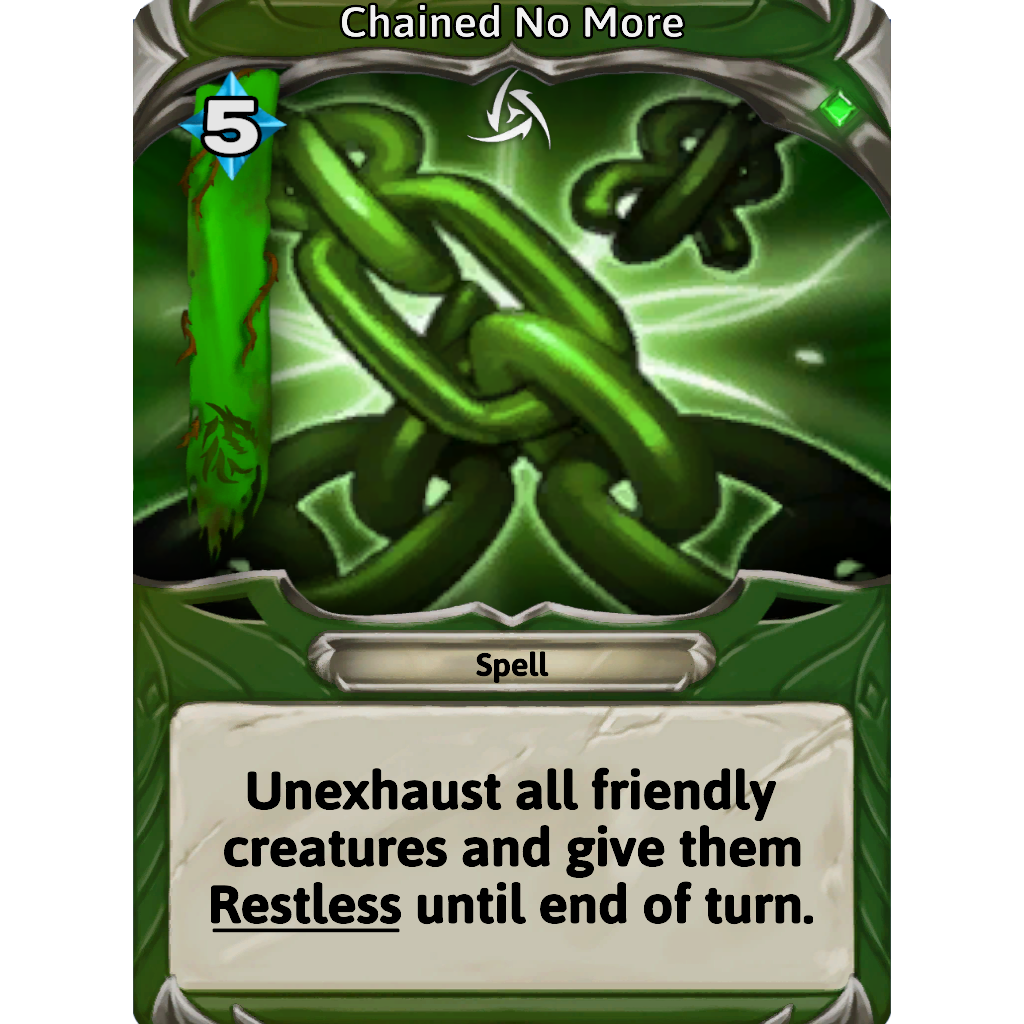 Chained No More
5
Spell
Unexhaust all friendly
creatures and give them
Restless until end of turn.